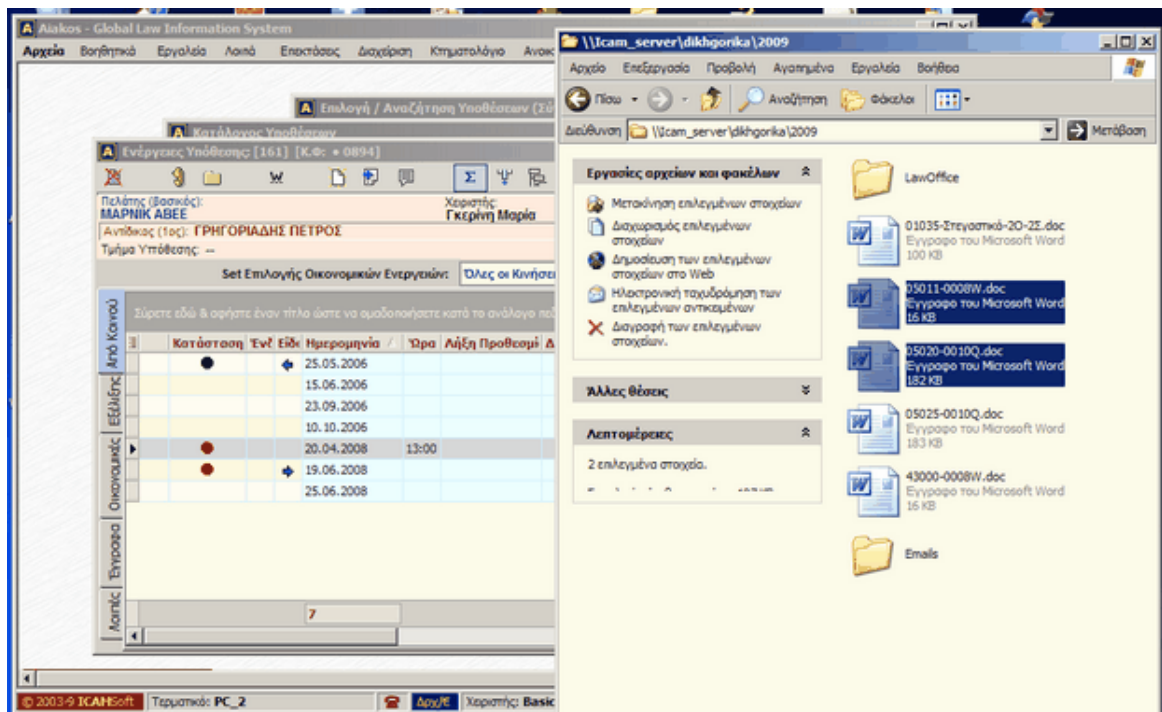 Aiakos - Global Law Information System
Αρχείο Βοηθητικά Εργαλεία Λοιπά Επεκτάσεις Διαχείριση Κτηματολόγιο
Επιλογή / Αναζήτηση Υποθέσεων
Κατάλογος Υποθέσεων
Ενέργειες Υπόθεσης: [161] [Κ.Φ: • 0894]
Πελάτης (βασικός):
ΜΑΡΝΙΚ ΑΒΕΕ
Χειριστής:
Γκερίνη Μαρία
Αντίδικος (1ος): ΓΡΗΓΟΡΙΑΔΗΣ ΠΕΤΡΟΣ
Τμήμα Υπόθεσης: --
Set Επιλογής Οικονομικών Ενεργειών: Όλες οι Κινήσε
Σύρετε εδώ & αφήστε έναν τίτλο ώστε να ομαδοποιήσετε κατά το ανάλογο πεδ
Κατάσταση Ένδ Είδ Ημερομηνία Ώρα Λήξη Προθεσμί
25.05.2006
15.06.2006
23.09.2006
10.10.2006
20.04.2008 13:00
19.06.2008
25.06.2008
7
Από Κοινού
Εξέλιξης
Οικονομικές
Έγγραφα
Λοιπές
© 2003-9 ICAMSoft Τερματικό: PC_2 Αρχ/Ε Χειριστής: Basic
\\Icam_server\dikhgorika\2009
Αρχείο Επεξεργασία Προβολή Αγαπημένα Εργαλεία Βοήθεια
Πίσω Αναζήτηση Φάκελοι
Διεύθυνση \\Icam_server\dikhgorika\2009 Μετάβαση
Εργασίες αρχείων και φακέλων
Μετακίνηση επιλεγμένων στοιχείων
Διαχωρισμός επιλεγμένων
στοιχείων
Δημοσίευση των επιλεγμένων
στοιχείων στο Web
Ηλεκτρονική ταχυδρόμηση των
επιλεγμένων αντικειμένων
Διαγραφή των επιλεγμένων
στοιχείων.
Άλλες θέσεις
Λεπτομέρειες
2 επιλεγμένα στοιχεία.
LawOffice
01035-Στεγαστικό-2Ο-2Σ.doc
Έγγραφο του Microsoft Word
100 KB
05011-0008W.doc
Έγγραφο του Microsoft Word
16 KB
05020-0010Q.doc
Έγγραφο του Microsoft Word
182 KB
05025-0010Q.doc
Έγγραφο του Microsoft Word
183 KB
43000-0008W.doc
Έγγραφο του Microsoft Word
16 KB
Emails